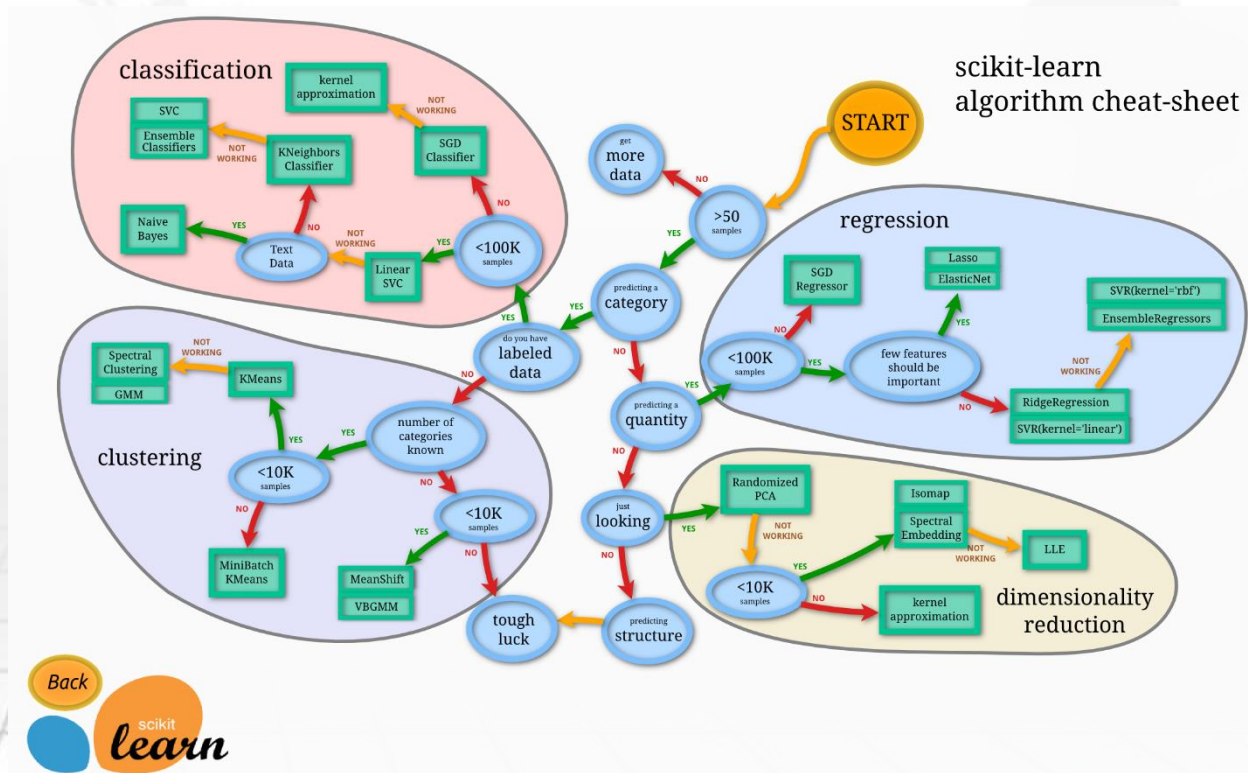 scikit-learn
algorithm cheat-sheet
START
get
more
data
NO
>50
samples
YES
predicting a
category
YES
NO
do you have
labeled
data
YES
NO
predicting a
quantity
YES
NO
just
looking
YES
NO
predicting
structure
tough
luck
classification
kernel
approximation
NOT
WORKING
SVC
Ensemble
Classifiers
NOT
WORKING
KNeighbors
Classifier
SGD
Classifier
NO
Naive
Bayes
YES
NO
Text
Data
NOT
WORKING
Linear
SVC
YES
<100K
samples
regression
SGD
Regressor
Lasso
ElasticNet
SVR(kernel='rbf')
EnsembleRegressors
NO
YES
<100K
samples
YES
few features
should be
important
NOT
WORKING
NO
RidgeRegression
SVR(kernel='linear')
clustering
Spectral
Clustering
GMM
NOT
WORKING
KMeans
YES
number of
categories
known
YES
NO
<10K
samples
NO
<10K
samples
YES
NO
MiniBatch
KMeans
MeanShift
VBGMM
dimensionality
reduction
Randomized
PCA
NOT
WORKING
Isomap
Spectral
Embedding
NOT
WORKING
LLE
<10K
samples
YES
NO
kernel
approximation
Back
scikit
learn